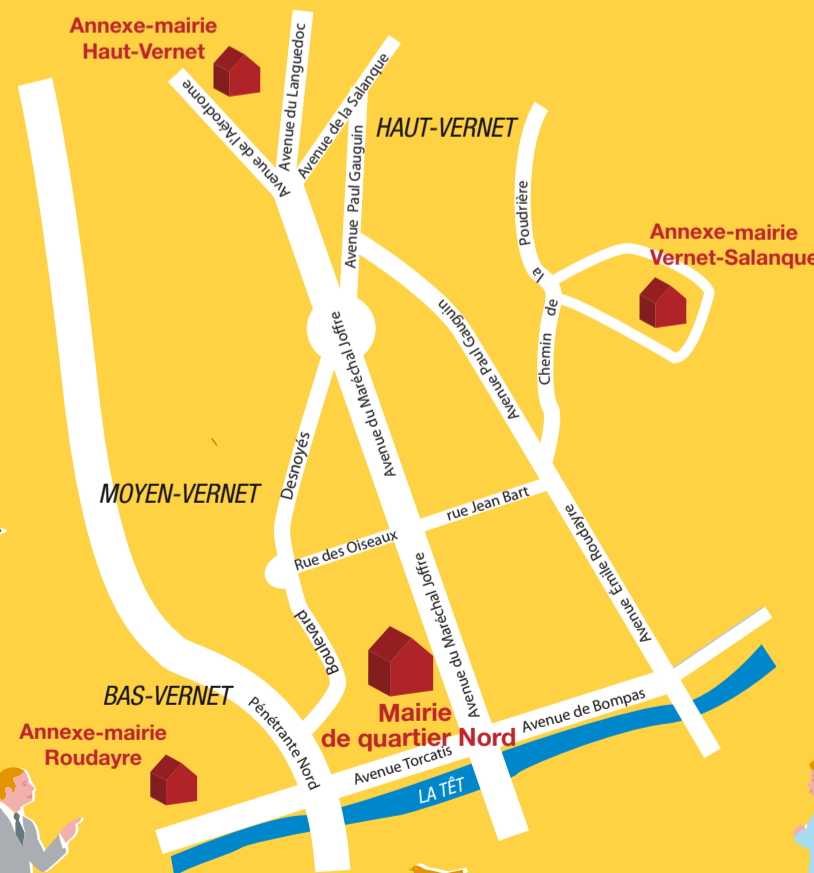 Annexe-mairie
Haut-Vernet
Avenue de l'Aérodrome
Avenue du Languedoc
Avenue de la Salanque
Avenue Paul Gauguin
HAUT-VERNET
Chemin de la Poudrière
Annexe-mairie
Vernet-Salanque
Avenue Paul Gauguin
Avenue du Maréchal Joffre
Boulevard Desnoyés
MOYEN-VERNET
Rue des Oiseaux
rue Jean Bart
Avenue du Maréchal Joffre
Avenue Émile Roudayre
BAS-VERNET
Pénétrante Nord
Mairie
de quartier Nord
Annexe-mairie
Roudayre
Avenue Torcatis
Avenue de Bompas
LA TÊT